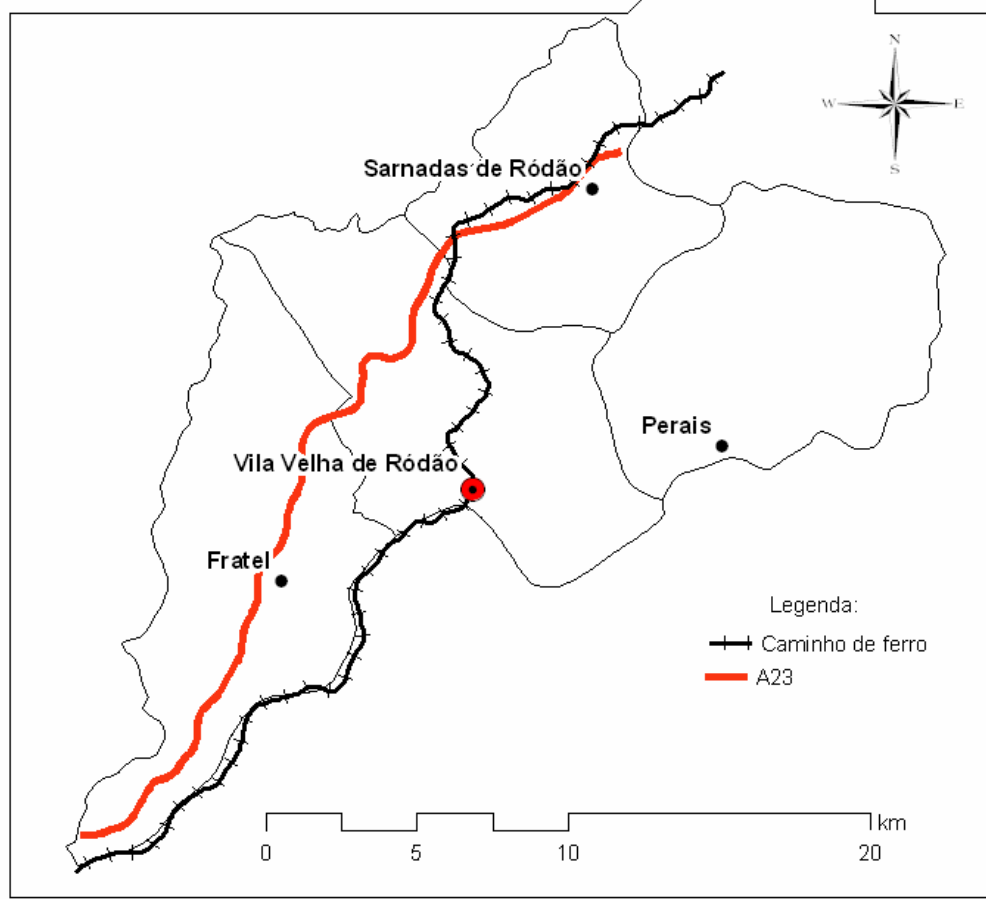 N
W E
S
Sarnadas de Ródão
Perais
Vila Velha de Ródão
Fratel
Legenda:
Caminho de ferro
A23
km
0 5 10 20